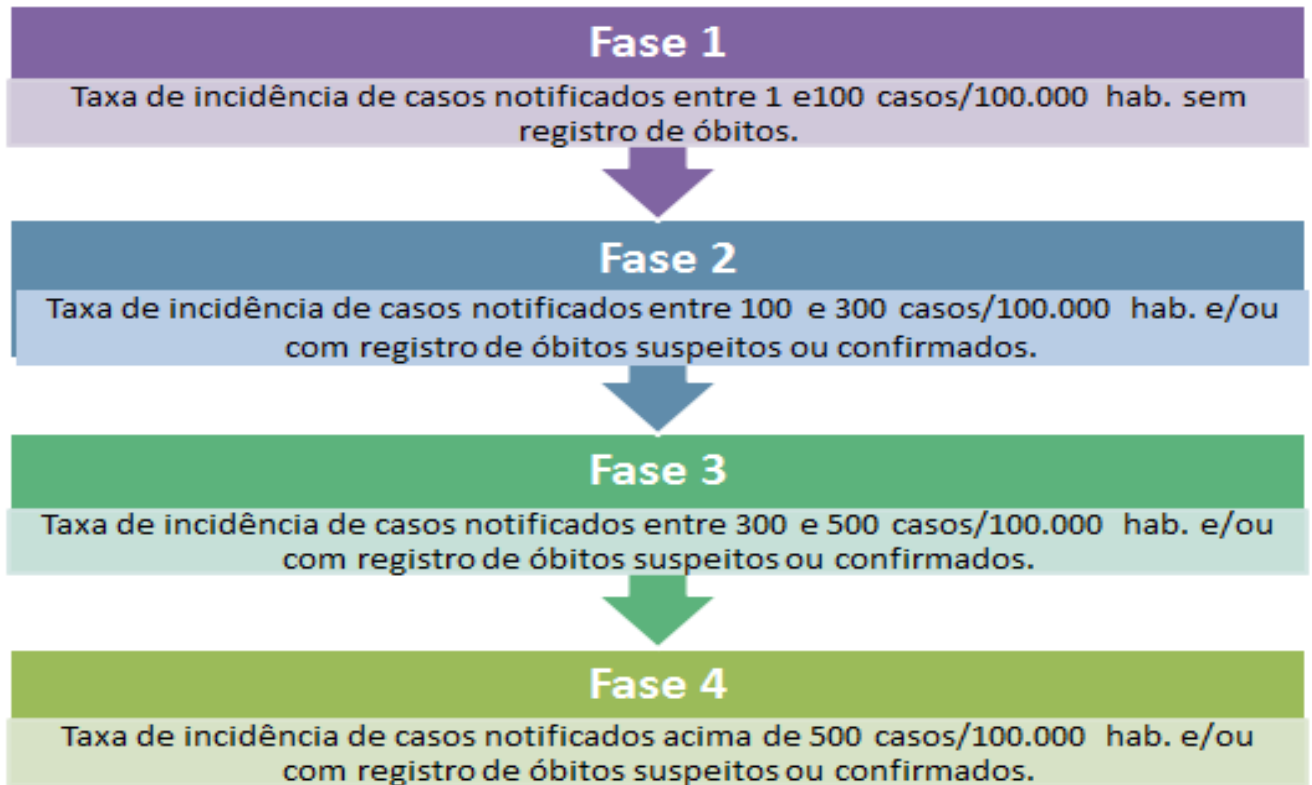 Fase 1
Taxa de incidência de casos notificados entre 1 e100 casos/100.000 hab. sem
registro de óbitos.
Fase 2
Taxa de incidência de casos notificados entre 100 e 300 casos/100.000 hab. e/ou
com registro de óbitos suspeitos ou confirmados.
Fase 3
Taxa de incidência de casos notificados entre 300 e 500 casos/100.000 hab. e/ou
com registro de óbitos suspeitos ou confirmados.
Fase 4
Taxa de incidência de casos notificados acima de 500 casos/100.000 hab. e/ou
com registro de óbitos suspeitos ou confirmados.